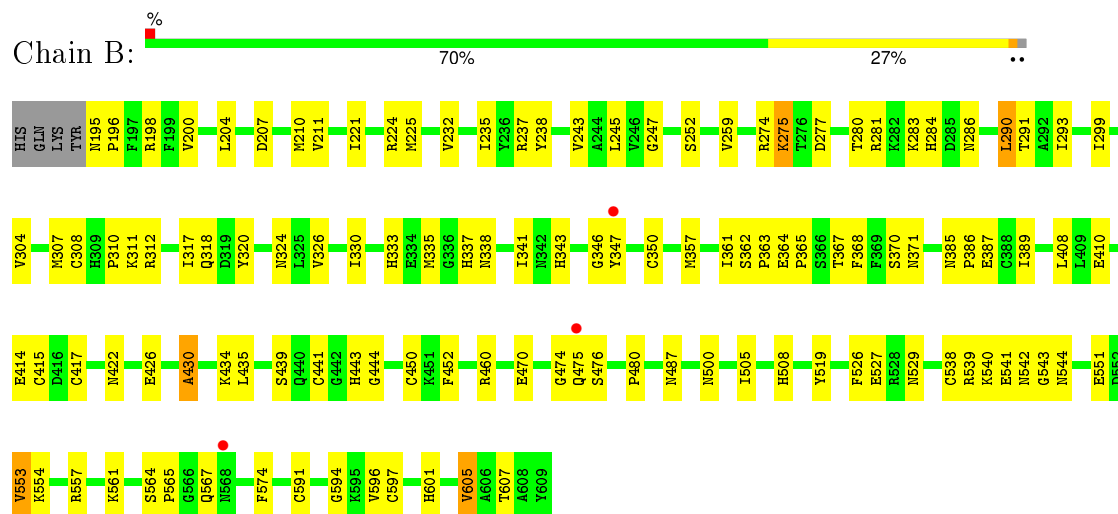 %
Chain B:
70% 27% ••
HIS GLN LYS TYR N195 P196 F197 R198 F199 V200 L204 D207 M210 V211 I221 R224 M225 V232 I235 Y236 R237 Y238 V243 A244 L245 V246 G247 S252 V259 R274 K275 T276 D277 T280 R281 K282 K283 H284 D285 N286 L290 T291 A292 I293 I299
V304 M307 C308 H309 P310 K311 R312 I317 Q318 D319 Y320 N324 L325 V326 I330 H333 E334 M335 G336 H337 N338 I341 N342 H343 G346 Y347 C350 M357 I361 S362 P363 E364 P365 S366 T367 F368 F369 S370 N371 N385 P386 E387 C388 I389 L408 L409 E410
E414 C415 D416 C417 N422 E426 A430 K434 L435 S439 Q440 C441 G442 H443 G444 C450 K451 F452 R460 E470 G474 Q475 S476 P480 N487 N500 I505 H508 Y519 F526 E527 R528 N529 C538 R539 K540 E541 N542 G543 N544 E551 D552
V553 K554 R557 K561 S564 P565 G566 Q567 N568 F574 C591 G594 K595 V596 C597 H601 V605 A606 T607 A608 Y609